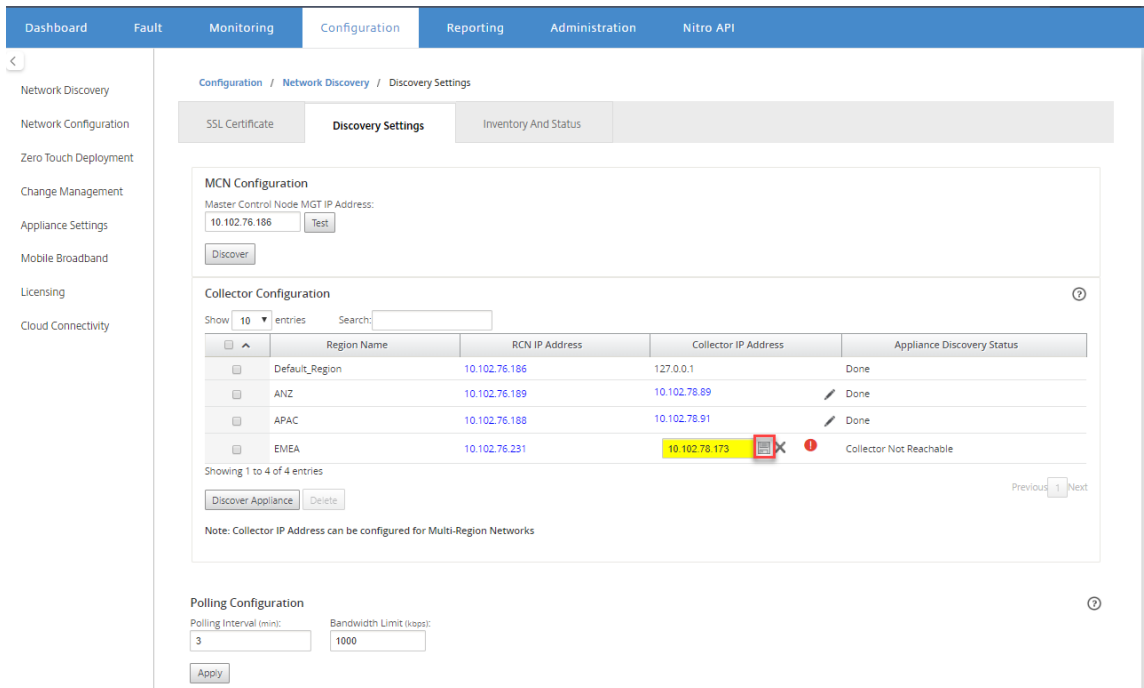 Dashboard Fault Monitoring Configuration Reporting Administration Nitro API
Network Discovery
Network Configuration
Zero Touch Deployment
Change Management
Appliance Settings
Mobile Broadband
Licensing
Cloud Connectivity
Configuration / Network Discovery / Discovery Settings
SSL Certificate Discovery Settings Inventory And Status
MCN Configuration
Master Control Node MGT IP Address:
10.102.76.186 Test
Discover
Collector Configuration ?
Show 10 entries Search:
Region Name RCN IP Address Collector IP Address Appliance Discovery Status
Default_Region 10.102.76.186 127.0.0.1 Done
ANZ 10.102.76.189 10.102.78.89 Done
APAC 10.102.76.188 10.102.78.91 Done
EMEA 10.102.76.231 10.102.78.173 ! Collector Not Reachable
Showing 1 to 4 of 4 entries
Previous 1 Next
Discover Appliance Delete
Note: Collector IP Address can be configured for Multi-Region Networks
Polling Configuration ?
Polling Interval (min): Bandwidth Limit (kbps):
3 1000
Apply